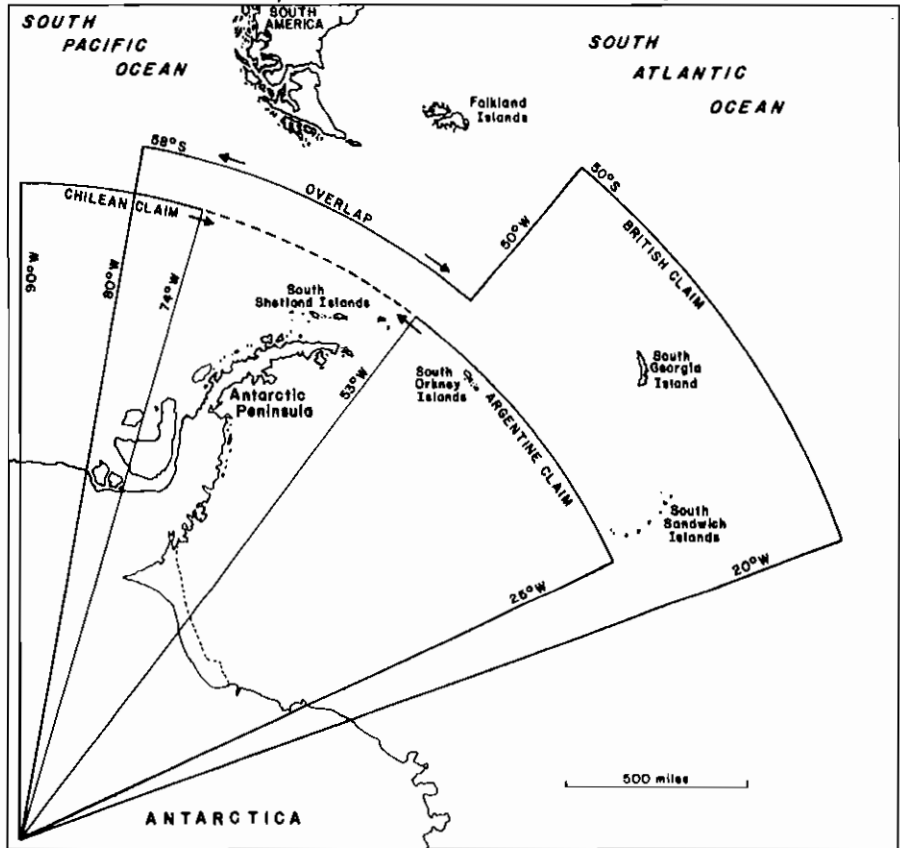 SOUTH
PACIFIC
OCEAN
SOUTH
AMERICA
SOUTH
ATLANTIC
OCEAN
Falkland
Islands
58°S
50°S
OVERLAP
CHILEAN CLAIM
50°W
BRITISH CLAIM
90°W
80°W
74°W
South
Shetland Islands
53°W
South
Orkney
Islands
South
Georgia
Island
Antarctic
Peninsula
ARGENTINE CLAIM
South
Sandwich
Islands
25°W
20°W
500 miles
ANTARCTICA